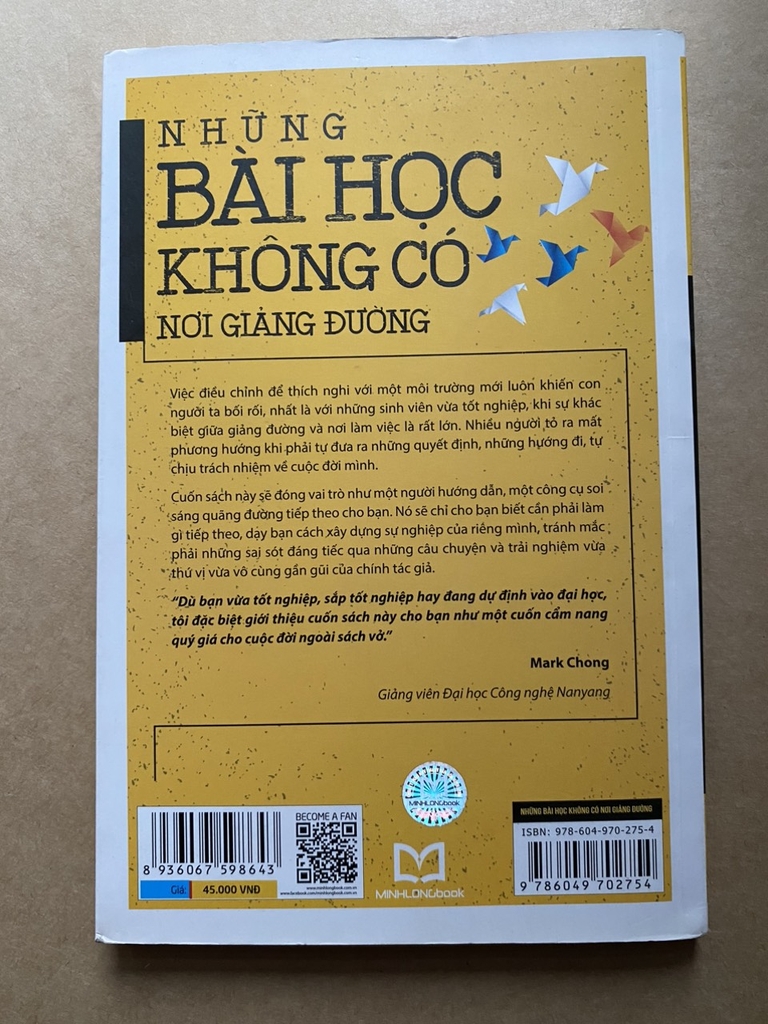 NHỮNG
BÀI HỌC
KHÔNG CÓ
NƠI GIẢNG ĐƯỜNG
Việc điều chỉnh để thích nghi với một môi trường mới luôn khiến con
người ta bối rối, nhất là với những sinh viên vừa tốt nghiệp, khi sự khác
biệt giữa giảng đường và nơi làm việc là rất lớn. Nhiều người tỏ ra mất
phương hướng khi phải tự đưa ra những quyết định, những hướng đi, tự
chịu trách nhiệm về cuộc đời mình.
Cuốn sách này sẽ đóng vai trò như một người hướng dẫn, một công cụ soi
sáng quãng đường tiếp theo cho bạn. Nó sẽ chỉ cho bạn biết cần phải làm
gì tiếp theo, dạy bạn cách xây dựng sự nghiệp của riêng mình, tránh mắc
phải những sai sót đáng tiếc qua những câu chuyện và trải nghiệm vừa
thú vị vừa vô cùng gần gũi của chính tác giả.
“Dù bạn vừa tốt nghiệp, sắp tốt nghiệp hay đang dự định vào đại học,
tôi đặc biệt giới thiệu cuốn sách này cho bạn như một cuốn cẩm nang
quý giá cho cuộc đời ngoài sách vở.”
Mark Chong
Giảng viên Đại học Công nghệ Nanyang
MINHLONGbook
BECOME A FAN
8 936067 598643
Giá: 45.000 VNĐ
www.minhlongbook.com.vn
www.facebook.com/minhlongbook.com.vn
MINHLONGbook
NHỮNG BÀI HỌC KHÔNG CÓ NƠI GIẢNG ĐƯỜNG
ISBN: 978-604-970-275-4
9 786049 702754